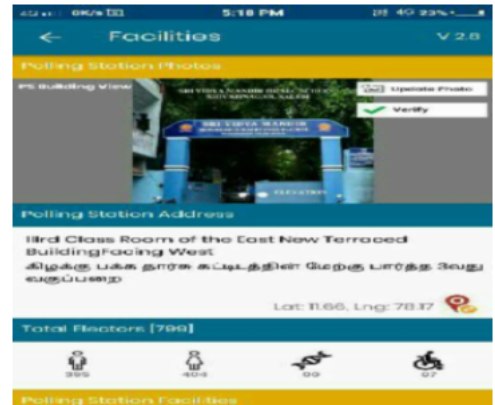 5:18 PM
Facilities
V 2.8
Polling Station Photos
PS Building View
Update Photo
SRI VIDYA MANDIR
Verify
ELEVATION
Polling Station Address
IIIrd Class Room of the East New Terraced
BuildingFacing West
கிழக்கு பக்க தார்சு கட்டிடத்தின் மேற்கு பார்த்த 3வது
வகுப்பறை
Lat: 11.66, Lng: 78.17
Total Electors [799]
395
404
00
07
Polling Station Facilities